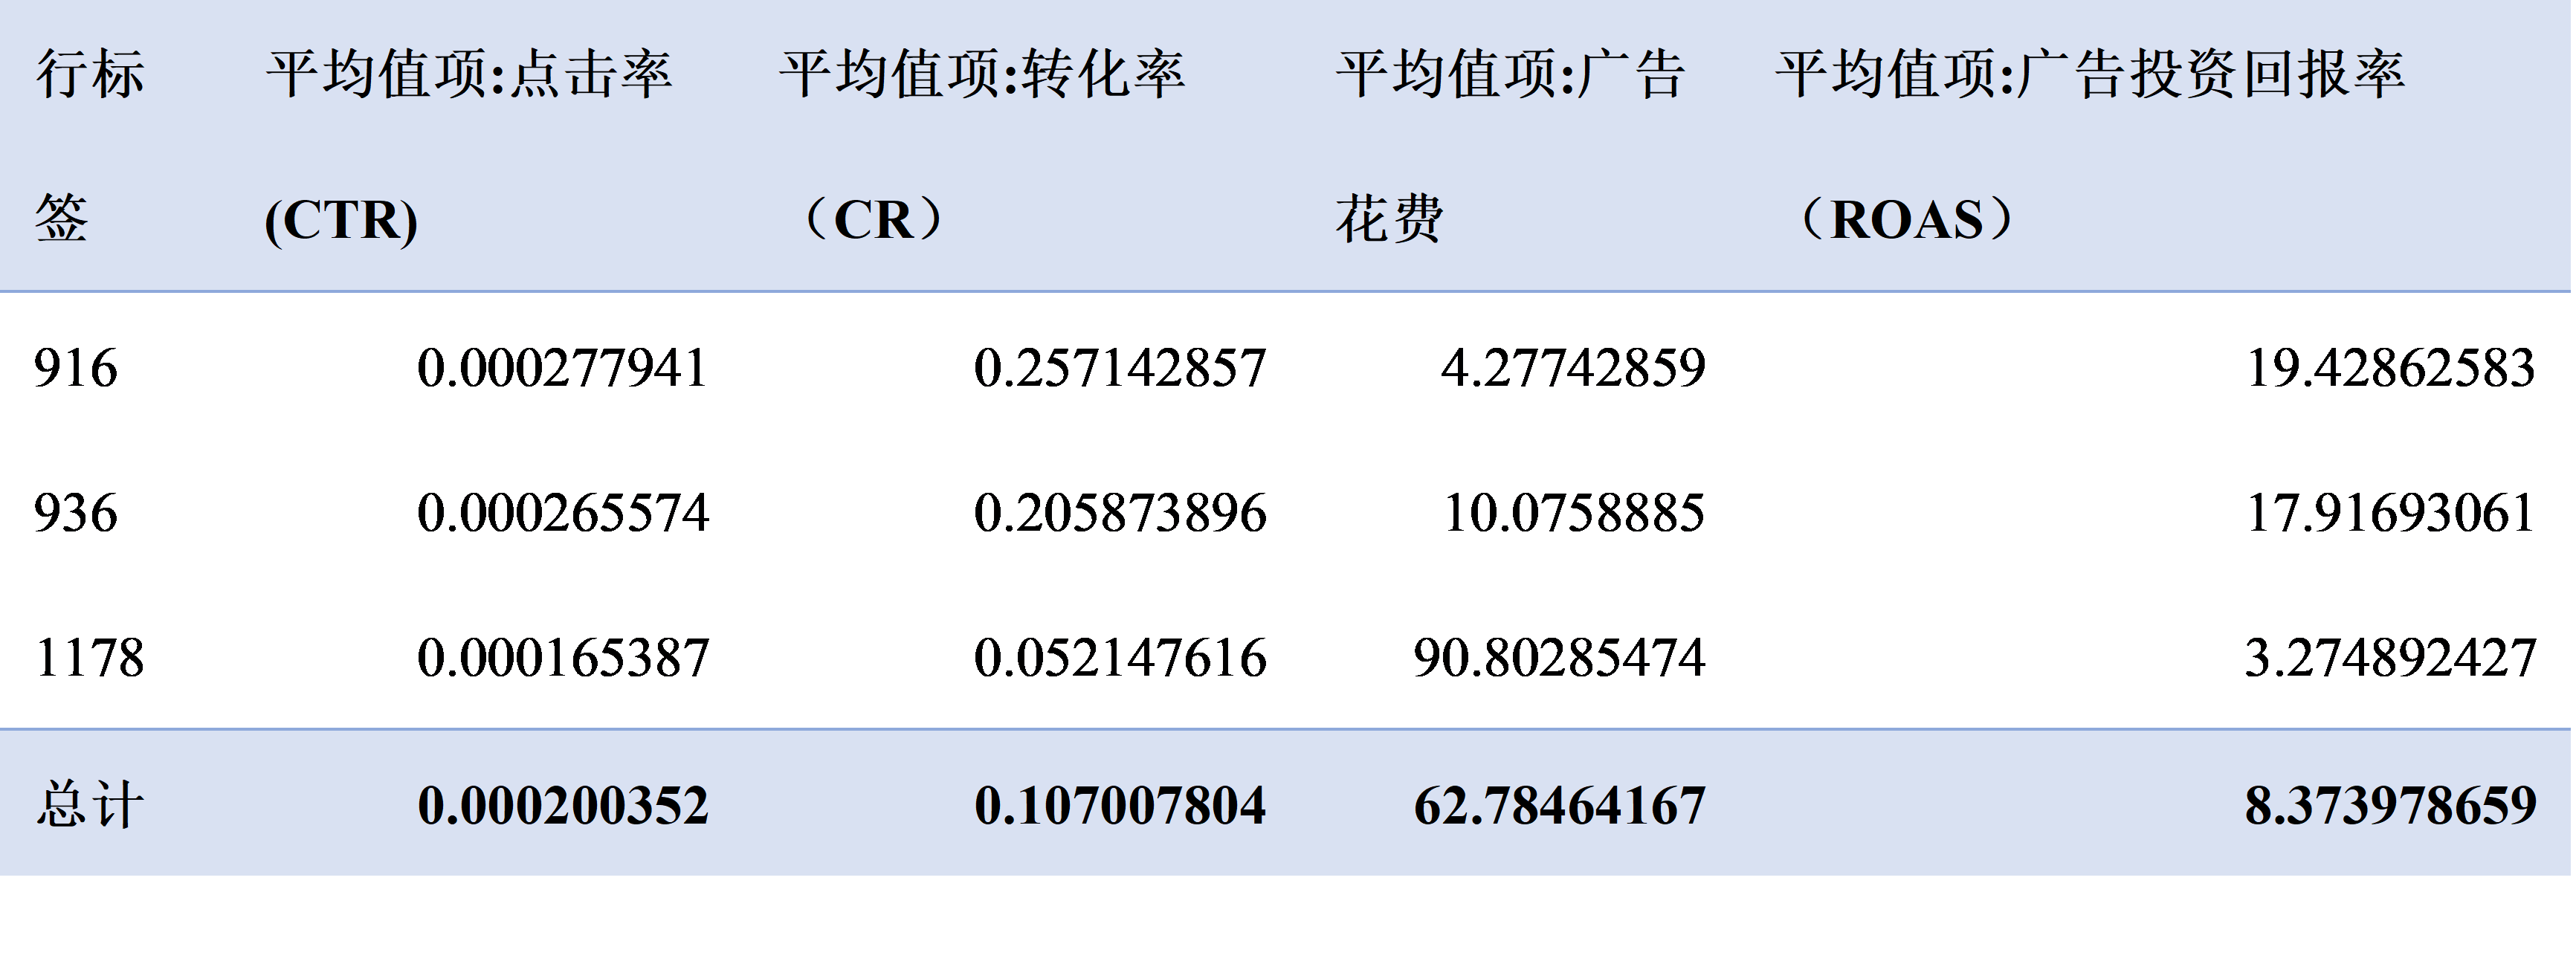 行标 平均值项:点击率 平均值项:转化率 平均值项:广告 平均值项:广告投资回报率
签 (CTR) （CR） 花费 （ROAS）
916 0.000277941 0.257142857 4.27742859 19.42862583
936 0.000265574 0.205873896 10.0758885 17.91693061
1178 0.000165387 0.052147616 90.80285474 3.274892427
总计 0.000200352 0.107007804 62.78464167 8.373978659